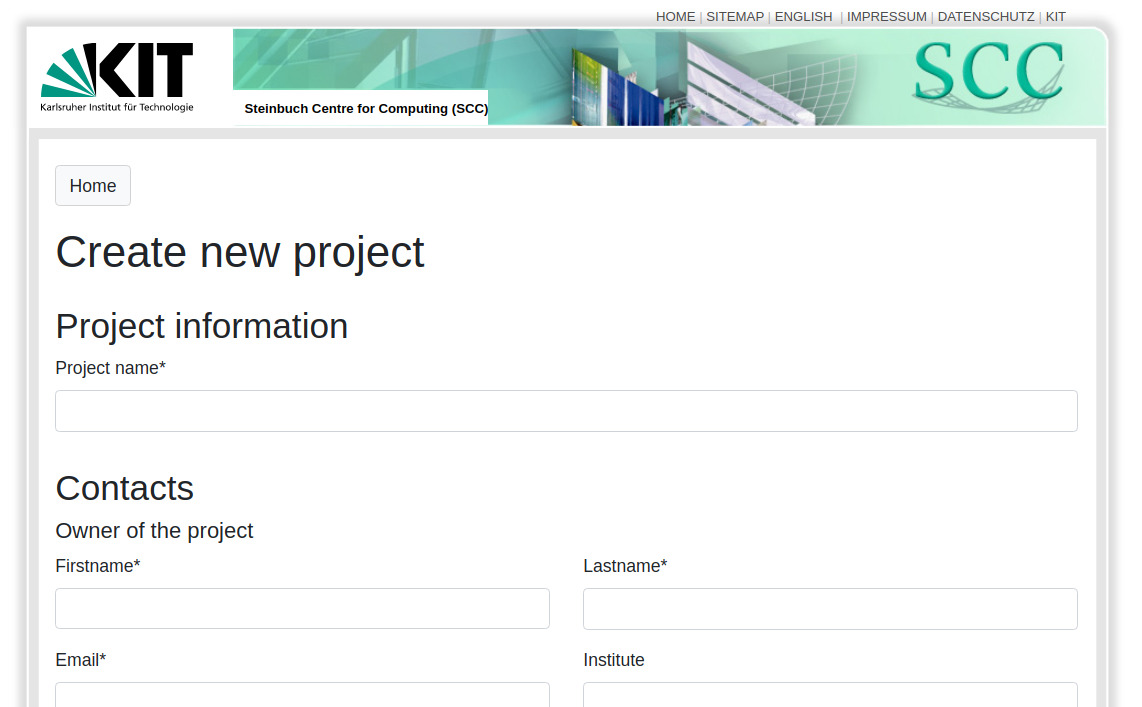 HOME | SITEMAP | ENGLISH | IMPRESSUM | DATENSCHUTZ | KIT
KIT
Karlsruher Institut für Technologie
Steinbuch Centre for Computing (SCC)
SCC
Home
Create new project
Project information
Project name*
Contacts
Owner of the project
Firstname*
Lastname*
Email*
Institute